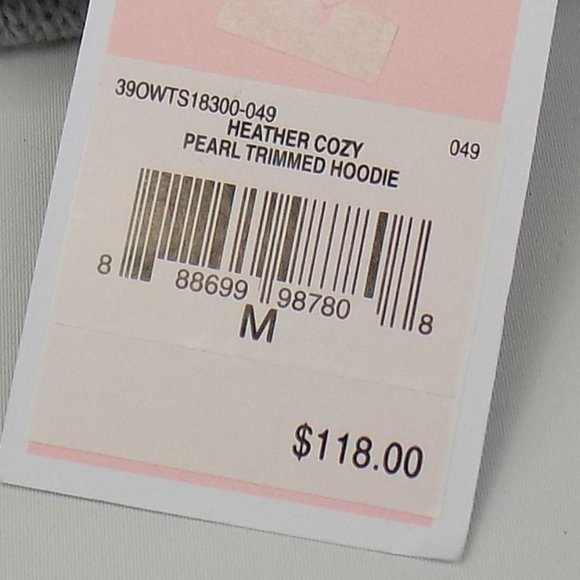 39OWTS18300-049
HEATHER COZY 049
PEARL TRIMMED HOODIE
8 88699 98780 8
M
$118.00